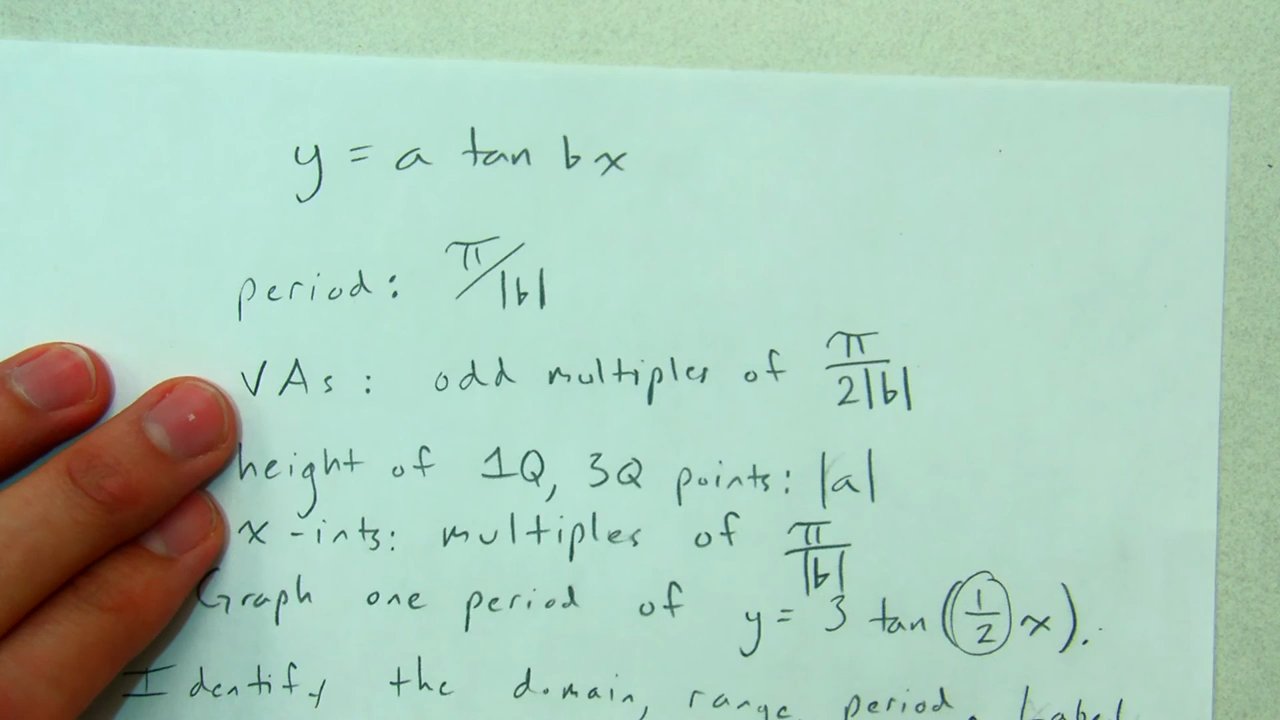 y = a tan bx
period: π/|b|
VAs: odd multiples of π/2|b|
height of 1Q, 3Q points: |a|
x-ints: multiples of π/|b|
Graph one period of y = 3 tan(1/2 x).
Identify the domain, range, period. Label